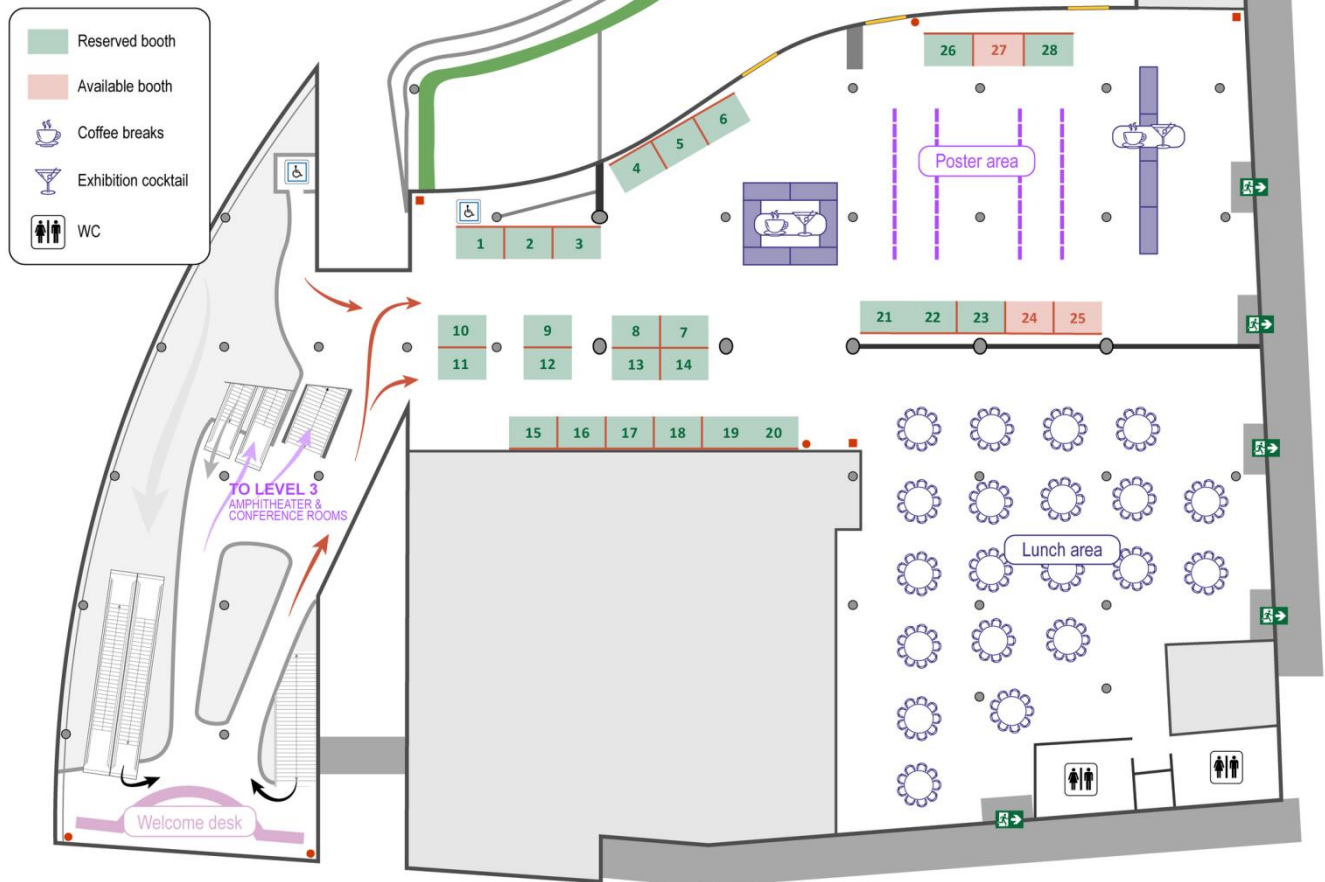 Reserved booth
Available booth
Coffee breaks
Exhibition cocktail
WC
26 27 28
6
5
4
Poster area
1 2 3
21 22 23 24 25
10 9 8 7
11 12 13 14
15 16 17 18 19 20
TO LEVEL 3
AMPHITHEATER &
CONFERENCE ROOMS
Lunch area
Welcome desk